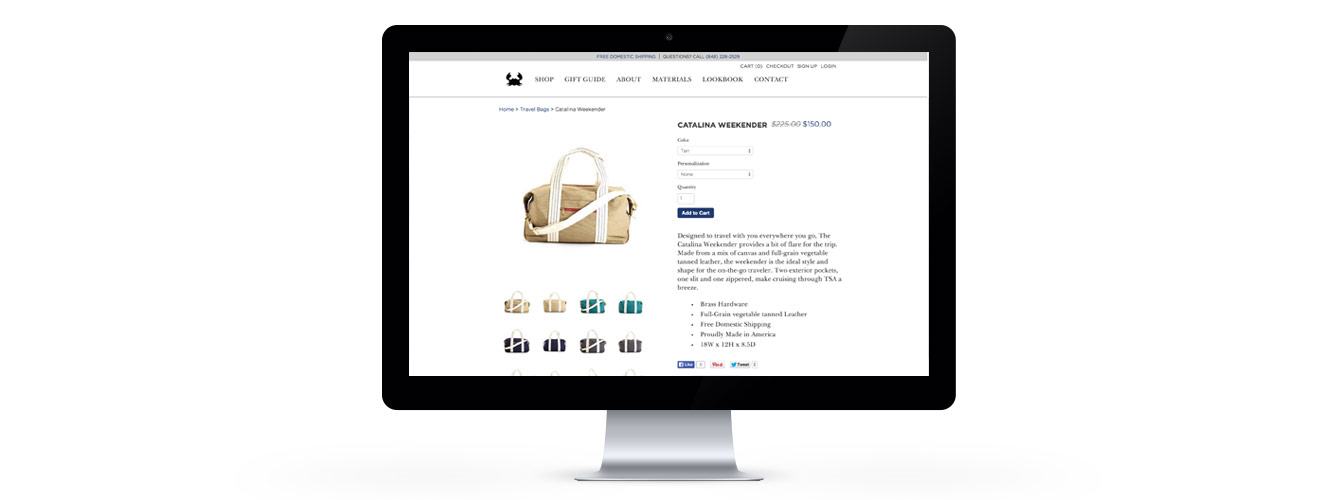 FREE DOMESTIC SHIPPING | QUESTIONS? CALL (848) 228-2529
CART (0) CHECKOUT SIGN UP LOGIN
SHOP GIFT GUIDE ABOUT MATERIALS LOOKBOOK CONTACT
Home > Travel Bags > Catalina Weekender
CATALINA WEEKENDER $225.00 $150.00
Color
Tan
Personalization
None
Quantity
1
Add to Cart
Designed to travel with you everywhere you go, The
Catalina Weekender provides a bit of flare for the trip.
Made from a mix of canvas and full-grain vegetable
tanned leather, the weekender is the ideal style and
shape for the on-the-go traveler. Two exterior pockets,
one slit and one zippered, make cruising through TSA a
breeze.
Brass Hardware
Full-Grain vegetable tanned Leather
Free Domestic Shipping
Proudly Made in America
18W x 12H x 8.5D
Like Pin it Tweet